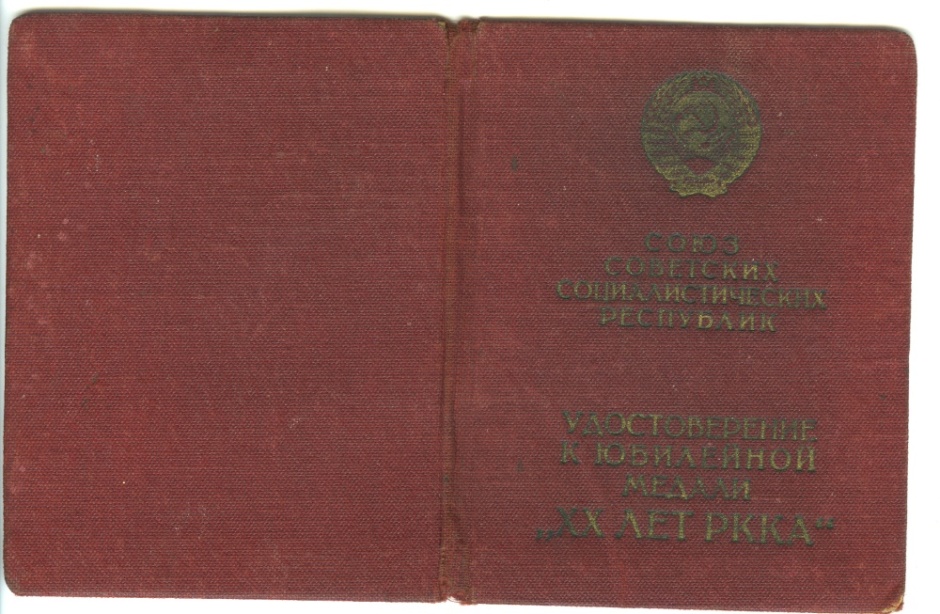 СОЮЗ
СОВЕТСКИХ
СОЦИАЛИСТИЧЕСКИХ
РЕСПУБЛИК
УДОСТОВЕРЕНИЕ
К ЮБИЛЕЙНОЙ
МЕДАЛИ
„XX ЛЕТ РККА“